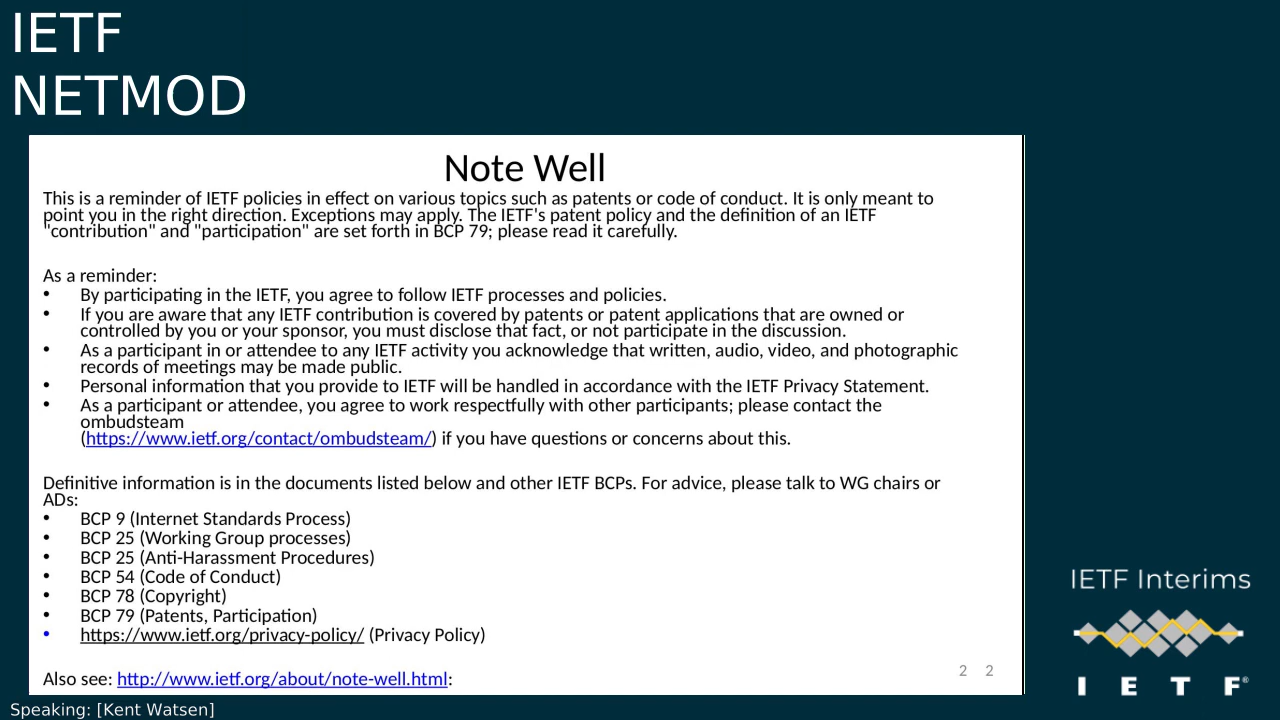 IETF
NETMOD
Note Well
This is a reminder of IETF policies in effect on various topics such as patents or code of conduct. It is only meant to
point you in the right direction. Exceptions may apply. The IETF's patent policy and the definition of an IETF
"contribution" and "participation" are set forth in BCP 79; please read it carefully.
As a reminder:
• By participating in the IETF, you agree to follow IETF processes and policies.
• If you are aware that any IETF contribution is covered by patents or patent applications that are owned or
controlled by you or your sponsor, you must disclose that fact, or not participate in the discussion.
• As a participant in or attendee to any IETF activity you acknowledge that written, audio, video, and photographic
records of meetings may be made public.
• Personal information that you provide to IETF will be handled in accordance with the IETF Privacy Statement.
• As a participant or attendee, you agree to work respectfully with other participants; please contact the
ombudsteam
(https://www.ietf.org/contact/ombudsteam/) if you have questions or concerns about this.
Definitive information is in the documents listed below and other IETF BCPs. For advice, please talk to WG chairs or
ADs:
• BCP 9 (Internet Standards Process)
• BCP 25 (Working Group processes)
• BCP 25 (Anti-Harassment Procedures)
• BCP 54 (Code of Conduct)
• BCP 78 (Copyright)
• BCP 79 (Patents, Participation)
• https://www.ietf.org/privacy-policy/ (Privacy Policy)
Also see: http://www.ietf.org/about/note-well.html:
2 2
IETF Interims
I E T F®
Speaking: [Kent Watsen]